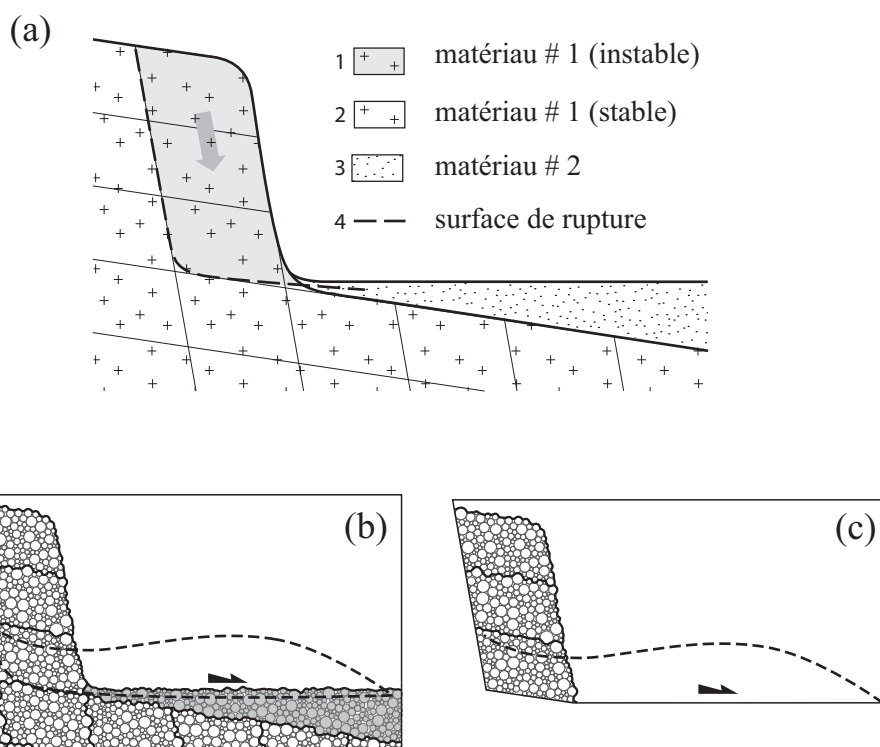 (a)
1 matériau # 1 (instable)
2 matériau # 1 (stable)
3 matériau # 2
4 surface de rupture
(b)
(c)